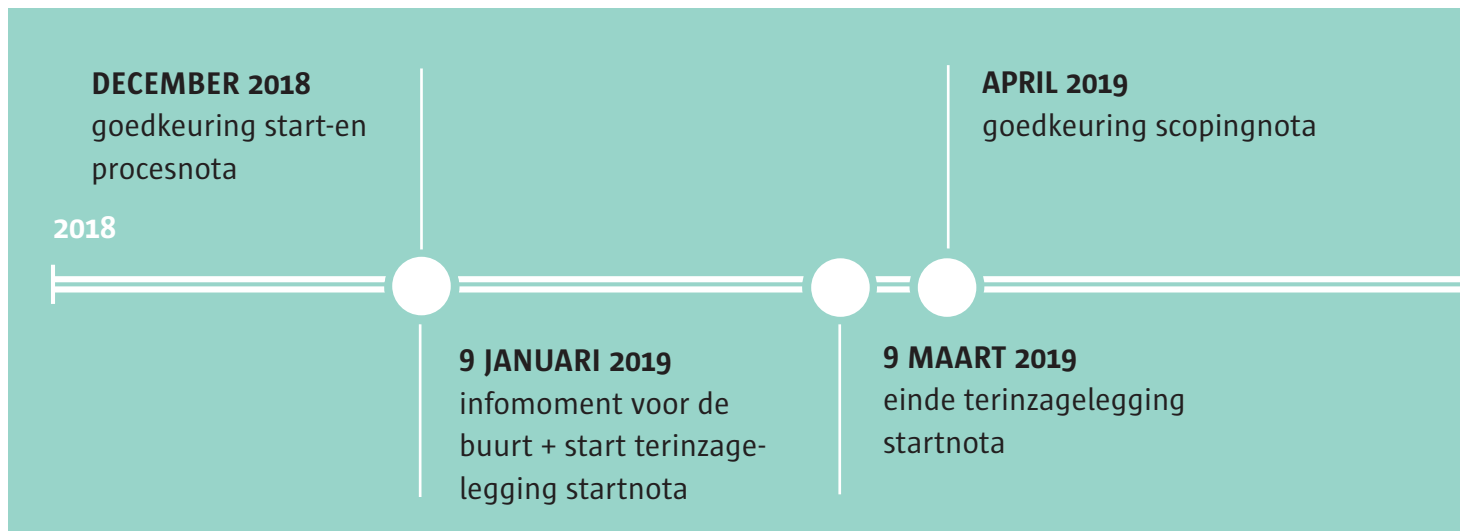 DECEMBER 2018
goedkeuring start-en
procesnota
APRIL 2019
goedkeuring scopingnota
2018
9 JANUARI 2019
infomoment voor de
buurt + start terinzage-
legging startnota
9 MAART 2019
einde terinzagelegging
startnota